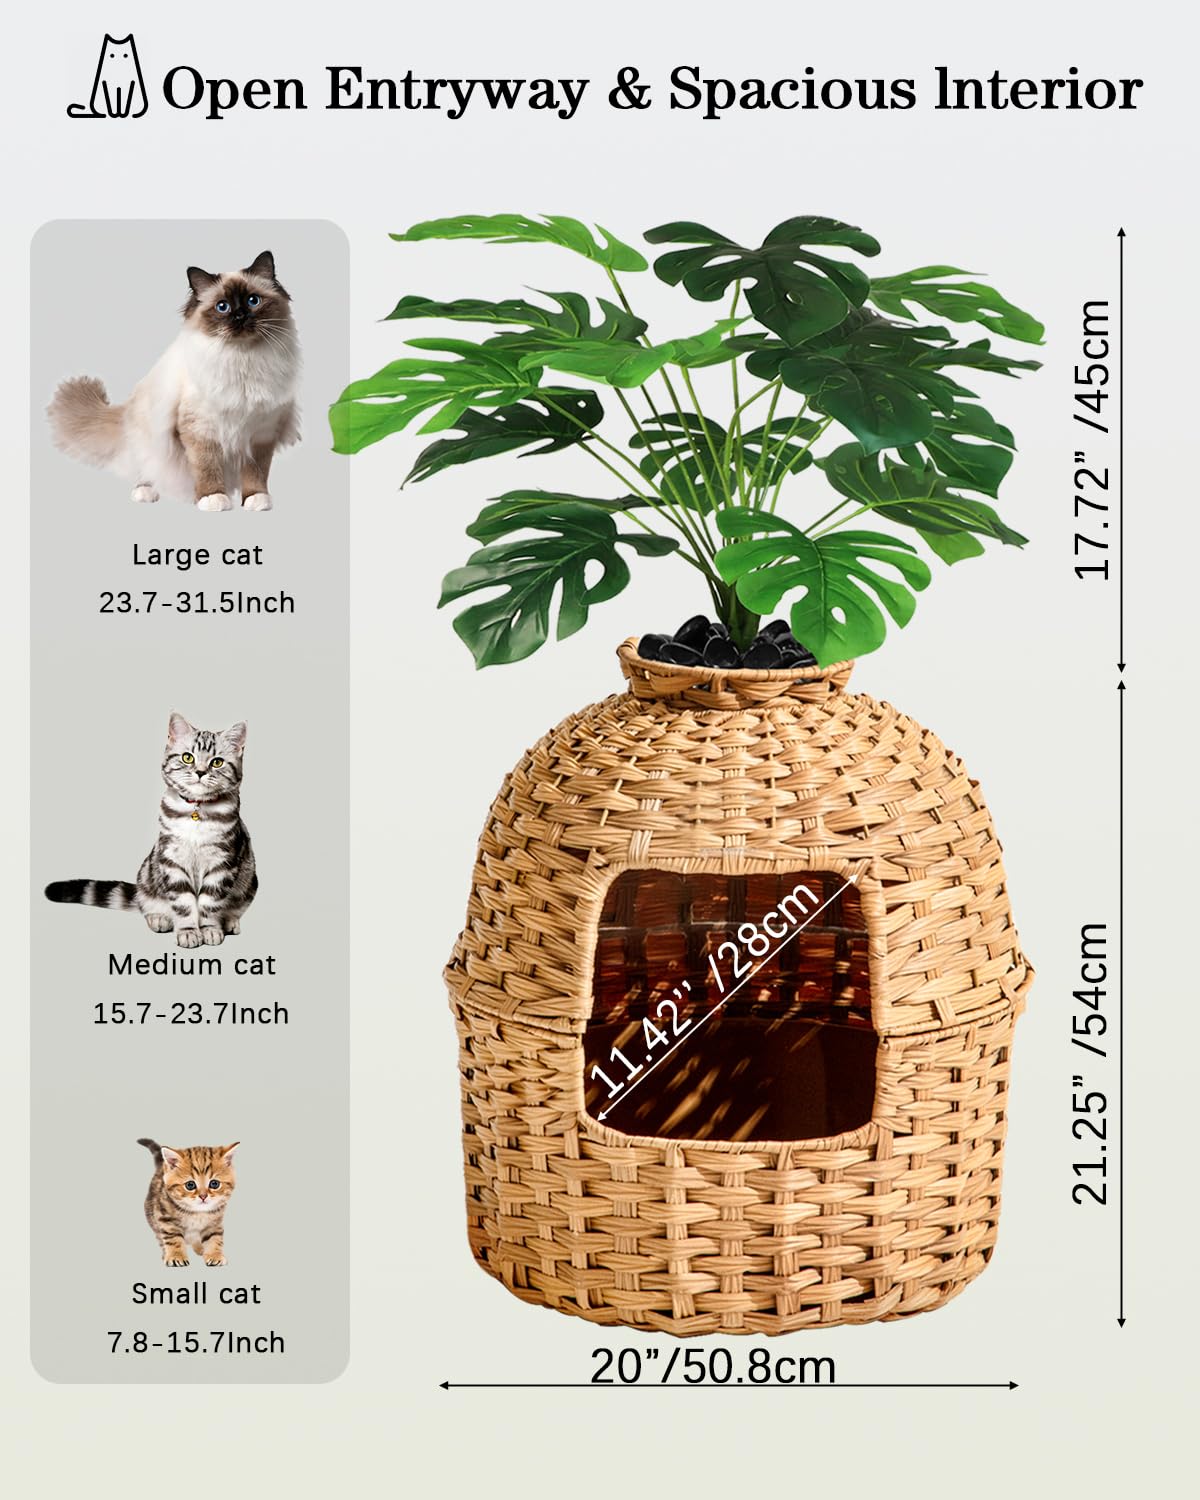 Open Entryway & Spacious Interior
Large cat
23.7-31.5Inch
Medium cat
15.7-23.7Inch
Small cat
7.8-15.7Inch
17.72” /45cm
11.42’’ /28cm
21.25” /54cm
20”/50.8cm